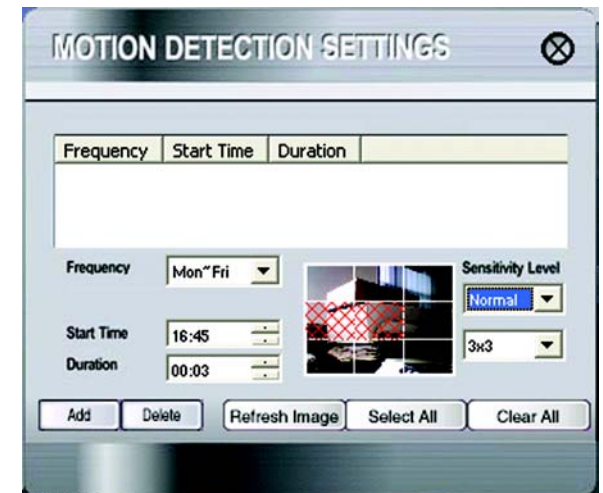 MOTION DETECTION SETTINGS
Frequency Start Time Duration
Frequency Mon~Fri Sensitivity Level
Normal
Start Time 16:45
3x3
Duration 00:03
Add Delete Refresh Image Select All Clear All